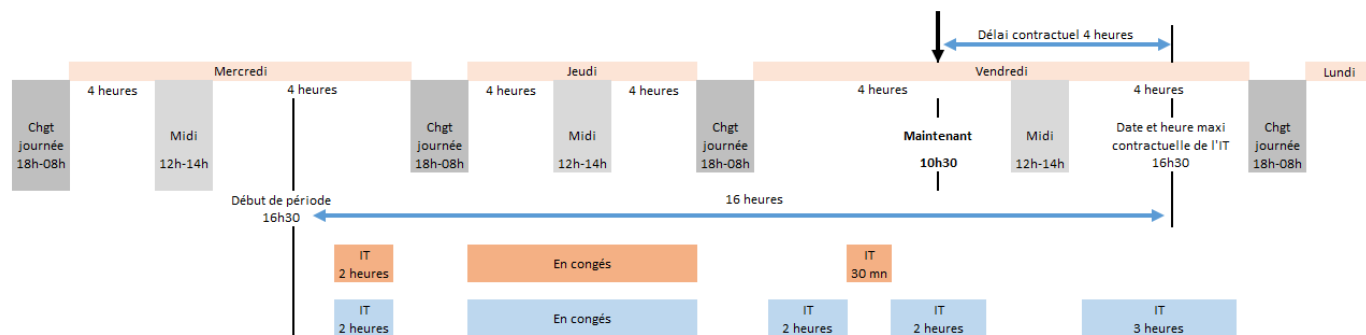 Délai contractuel 4 heures
Mercredi
Jeudi
Vendredi
Lundi
4 heures
4 heures
4 heures
4 heures
4 heures
4 heures
Chgt
journée
18h-08h
Midi
12h-14h
Chgt
journée
18h-08h
Midi
12h-14h
Chgt
journée
18h-08h
Maintenant
10h30
Midi
12h-14h
Date et heure maxi
contractuelle de l'IT
16h30
Chgt
journée
18h-08h
Début de période
16h30
16 heures
IT
2 heures
En congés
IT
30 mn
IT
2 heures
En congés
IT
2 heures
IT
2 heures
IT
3 heures